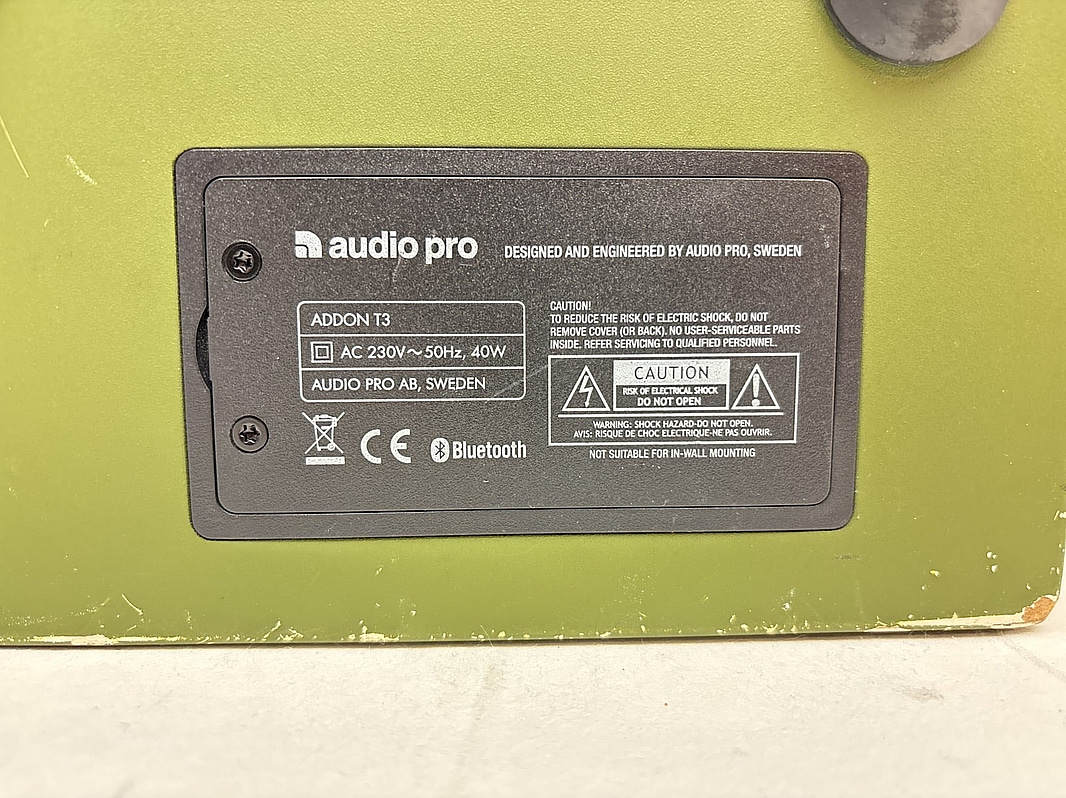 audio pro
DESIGNED AND ENGINEERED BY AUDIO PRO, SWEDEN
ADDON T3
AC 230V~50Hz, 40W
AUDIO PRO AB, SWEDEN
CE
Bluetooth
CAUTION!
TO REDUCE THE RISK OF ELECTRIC SHOCK, DO NOT
REMOVE COVER (OR BACK). NO USER-SERVICEABLE PARTS
INSIDE. REFER SERVICING TO QUALIFIED PERSONNEL.
CAUTION
RISK OF ELECTRICAL SHOCK
DO NOT OPEN
WARNING: SHOCK HAZARD-DO NOT OPEN.
AVIS: RISQUE DE CHOC ELECTRIQUE-NE PAS OUVRIR.
NOT SUITABLE FOR IN-WALL MOUNTING